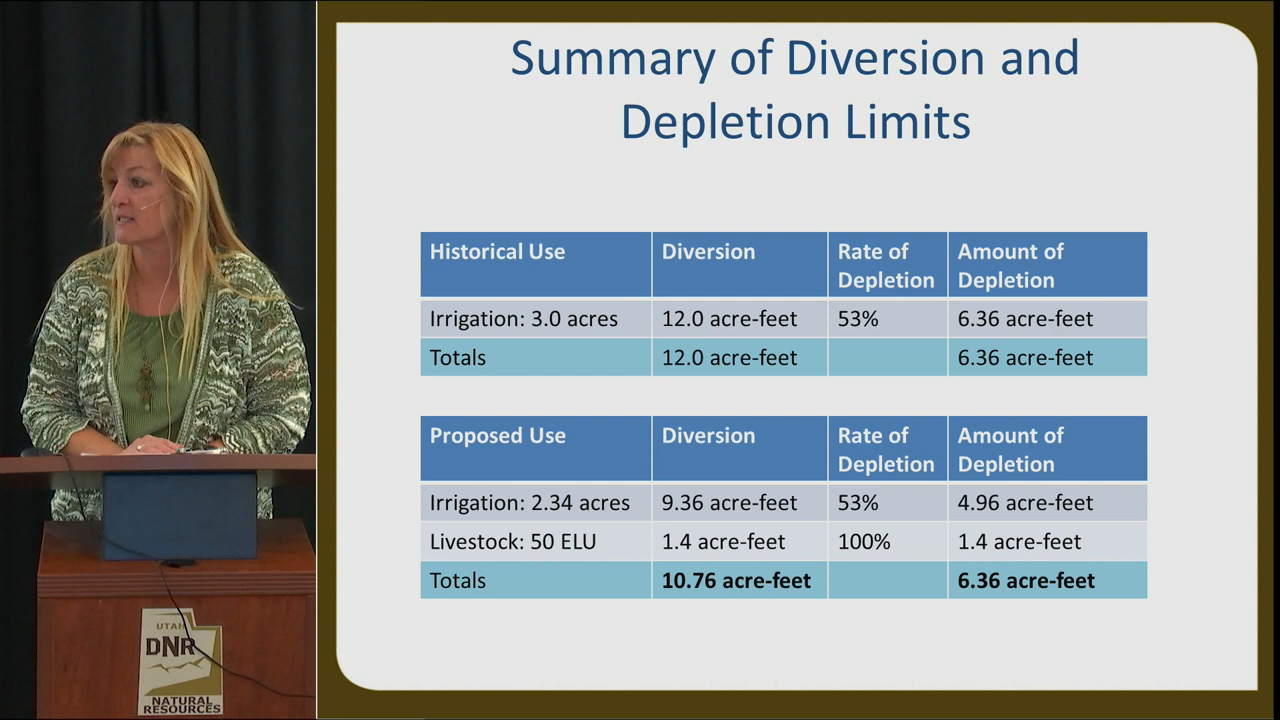 Summary of Diversion and
Depletion Limits
Historical Use Diversion Rate of Depletion Amount of Depletion
Irrigation: 3.0 acres 12.0 acre-feet 53% 6.36 acre-feet
Totals 12.0 acre-feet 6.36 acre-feet
Proposed Use Diversion Rate of Depletion Amount of Depletion
Irrigation: 2.34 acres 9.36 acre-feet 53% 4.96 acre-feet
Livestock: 50 ELU 1.4 acre-feet 100% 1.4 acre-feet
Totals 10.76 acre-feet 6.36 acre-feet
UTAH
DNR
NATURAL
RESOURCES